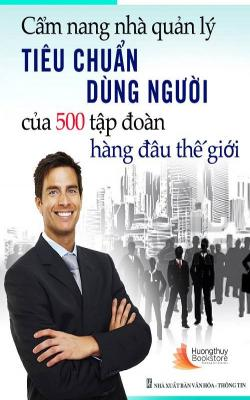 Cẩm nang nhà quản lý
TIÊU CHUẨN
DÙNG NGƯỜI
của 500 tập đoàn
hàng đầu thế giới
Huongthuy
Bookstore
NHÀ XUẤT BẢN VĂN HÓA - THÔNG TIN